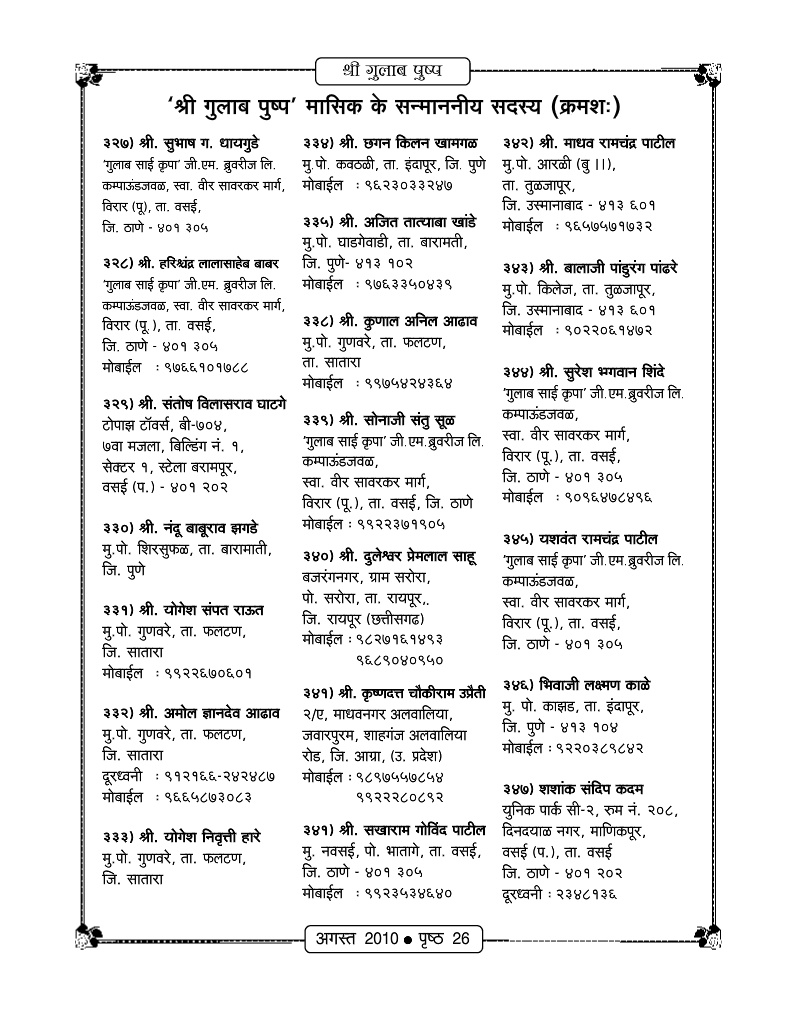 श्री गुलाब पुष्प
‘श्री गुलाब पुष्प’ मासिक के सन्माननीय सदस्य (क्रमशः)
३२७) श्री. सुभाष ग. धायगुडे
‘गुलाब साई कृपा’ जी.एम. ब्रुवरीज लि.
कम्पाऊंडजवळ, स्वा. वीर सावरकर मार्ग,
विरार (पू), ता. वसई,
जि. ठाणे - ४०१ ३०५
३२८) श्री. हरिश्चंद्र लालासाहेब बाबर
‘गुलाब साई कृपा’ जी.एम. ब्रुवरीज लि.
कम्पाऊंडजवळ, स्वा. वीर सावरकर मार्ग,
विरार (पू.), ता. वसई,
जि. ठाणे - ४०१ ३०५
मोबाईल : ९७६६१०१७८८
३२९) श्री. संतोष विलासराव घाटगे
टोपाझ टॉवर्स, बी-७०४,
७वा मजला, बिल्डिंग नं. १,
सेक्टर १, स्टेला बरामपूर,
वसई (प.) - ४०१ २०२
३३०) श्री. नंदू बाबूराव झगडे
मु.पो. शिरसुफळ, ता. बारामाती,
जि. पुणे
३३१) श्री. योगेश संपत राऊत
मु.पो. गुणवरे, ता. फलटण,
जि. सातारा
मोबाईल : ९९२२६७०६०१
३३२) श्री. अमोल ज्ञानदेव आढाव
मु.पो. गुणवरे, ता. फलटण,
जि. सातारा
दूरध्वनी : ९१२१६६-२४२४८७
मोबाईल : ९६६५८७३०८३
३३३) श्री. योगेश निवृत्ती हारे
मु.पो. गुणवरे, ता. फलटण,
जि. सातारा
३३४) श्री. छगन किलन खामगळ
मु.पो. कवठळी, ता. इंदापूर, जि. पुणे
मोबाईल : ९६२३०३३२४७
३३५) श्री. अजित तात्याबा खांडे
मु.पो. घाडगेवाडी, ता. बारामती,
जि. पुणे- ४१३ १०२
मोबाईल : ९७६३३५०४३९
३३८) श्री. कुणाल अनिल आढाव
मु.पो. गुणवरे, ता. फलटण,
ता. सातारा
मोबाईल : ९९७५४२४३६४
३३९) श्री. सोनाजी संतु सूळ
‘गुलाब साई कृपा’ जी.एम.ब्रुवरीज लि.
कम्पाऊंडजवळ,
स्वा. वीर सावरकर मार्ग,
विरार (पू.), ता. वसई, जि. ठाणे
मोबाईल : ९९२२३७१९०५
३४०) श्री. दुलेश्वर प्रेमलाल साहू
बजरंगनगर, ग्राम सरोरा,
पो. सरोरा, ता. रायपूर,.
जि. रायपूर (छत्तीसगढ)
मोबाईल : ९८२७१६१४९३
९६८९०४०९५०
३४१) श्री. कृष्णदत्त चौकीराम उप्रैती
२/ए, माधवनगर अलवालिया,
जवारपुरम, शाहगंज अलवालिया
रोड, जि. आग्रा, (उ. प्रदेश)
मोबाईल : ९८९७५५७८५४
९९२२२८०८९२
३४१) श्री. सखाराम गोविंद पाटील
मु. नवसई, पो. भातागे, ता. वसई,
जि. ठाणे - ४०१ ३०५
मोबाईल : ९९२३५३४६४०
३४२) श्री. माधव रामचंद्र पाटील
मु.पो. आरळी (बु ।।),
ता. तुळजापूर,
जि. उस्मानाबाद - ४१३ ६०१
मोबाईल : ९६५७५७१७३२
३४३) श्री. बालाजी पांडुरंग पांढरे
मु.पो. किलेज, ता. तुळजापूर,
जि. उस्मानाबाद - ४१३ ६०१
मोबाईल : ९०२२०६१४७२
३४४) श्री. सुरेश भ्गवान शिंदे
‘गुलाब साई कृपा’ जी.एम.ब्रुवरीज लि.
कम्पाऊंडजवळ,
स्वा. वीर सावरकर मार्ग,
विरार (पू.), ता. वसई,
जि. ठाणे - ४०१ ३०५
मोबाईल : ९०९६४७८४९६
३४५) यशवंत रामचंद्र पाटील
‘गुलाब साई कृपा’ जी.एम.ब्रुवरीज लि.
कम्पाऊंडजवळ,
स्वा. वीर सावरकर मार्ग,
विरार (पू.), ता. वसई,
जि. ठाणे - ४०१ ३०५
३४६) भिवाजी लक्ष्मण काळे
मु. पो. काझड, ता. इंदापूर,
जि. पुणे - ४१३ १०४
मोबाईल : ९२२०३८९८४२
३४७) शशांक संदिप कदम
युनिक पार्क सी-२, रुम नं. २०८,
दिनदयाळ नगर, माणिकपूर,
वसई (प.), ता. वसई
जि. ठाणे - ४०१ २०२
दूरध्वनी : २३४८१३६
अगस्त 2010 ● पृष्ठ 26